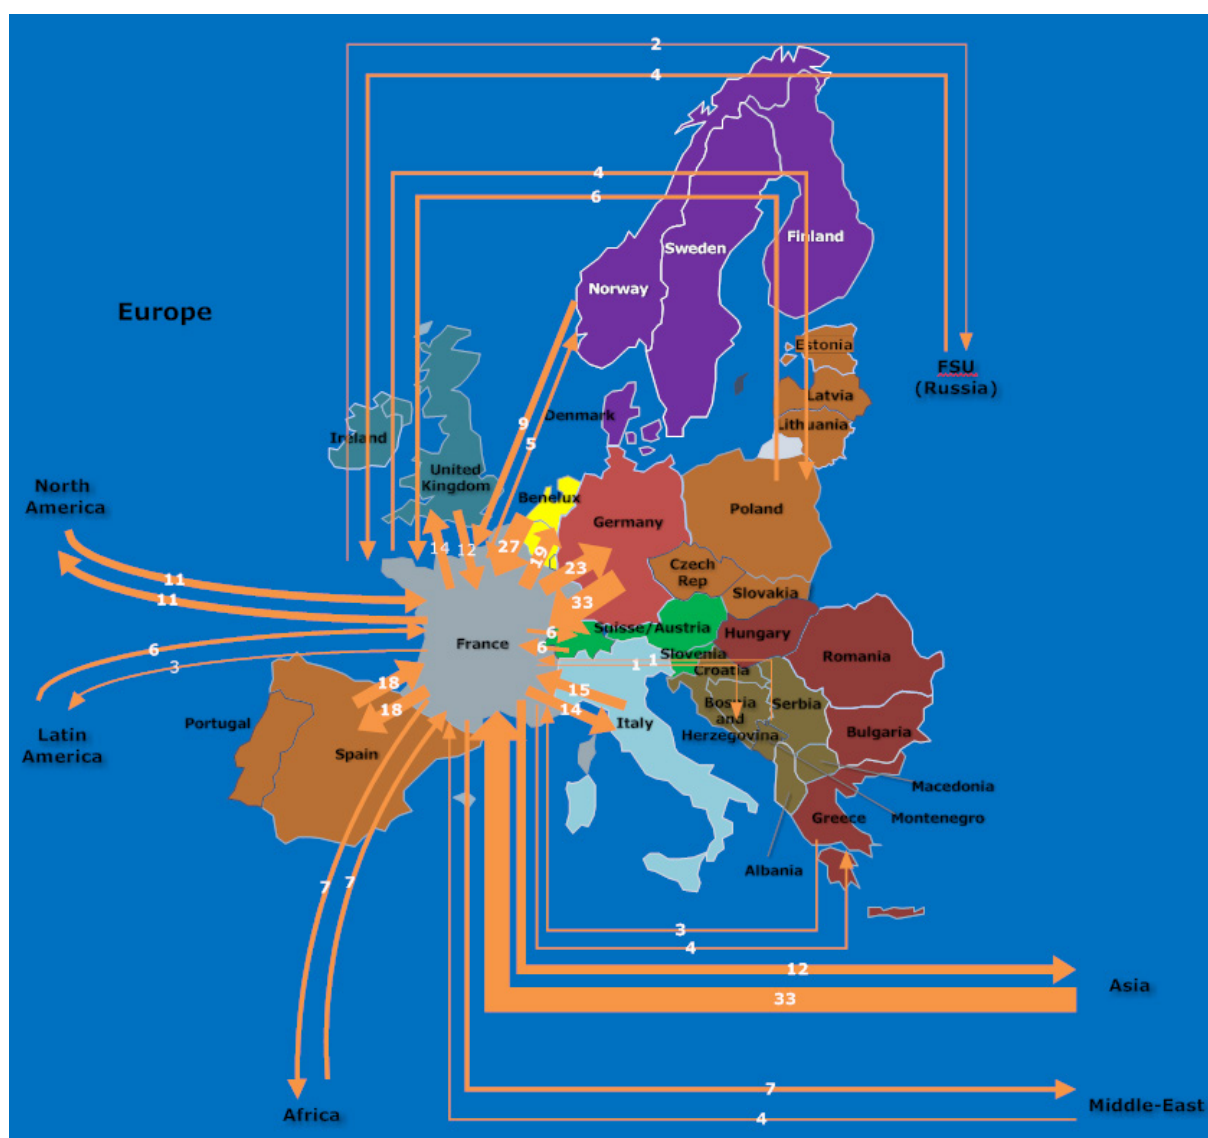 2
4
4
6
Finland
Sweden
Norway
Europe
Estonia
FSU
(Russia)
Latvia
Denmark
Lithuania
9
5
Ireland
United
Kingdom
North
America
Benelux
Germany
Poland
14
12
27
19
23
Czech
Rep
Slovakia
11
11
33
6
Suisse/Austria
Hungary
France
6
6
Slovenia
Romania
3
1
1
Croatia
18
15
Bosnia
and
Herzegovina
Serbia
18
14
Italy
Portugal
Spain
Bulgaria
Latin
America
Macedonia
Greece
Montenegro
Albania
7
7
3
4
12
Asia
33
7
Middle-East
Africa
4